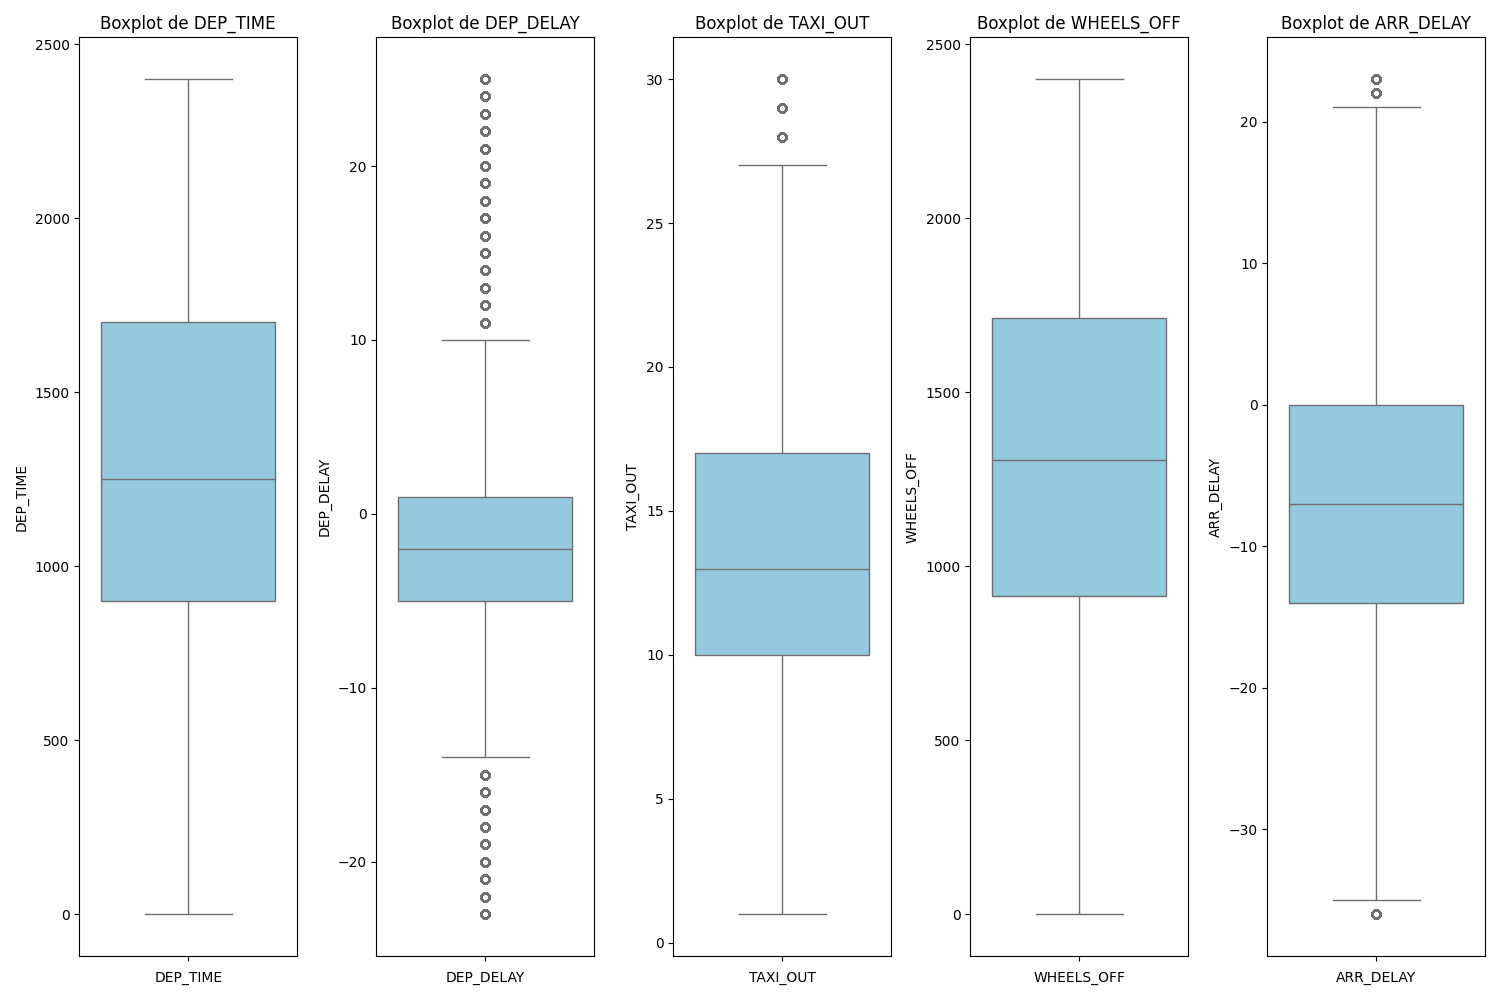 Boxplot de DEP_TIME
2500
2000
1500
1000
500
0
DEP_TIME
DEP_TIME
Boxplot de DEP_DELAY
20
10
0
−10
−20
DEP_DELAY
DEP_DELAY
Boxplot de TAXI_OUT
30
25
20
15
10
5
0
TAXI_OUT
TAXI_OUT
Boxplot de WHEELS_OFF
2500
2000
1500
1000
500
0
WHEELS_OFF
WHEELS_OFF
Boxplot de ARR_DELAY
20
10
0
−10
−20
−30
ARR_DELAY
ARR_DELAY